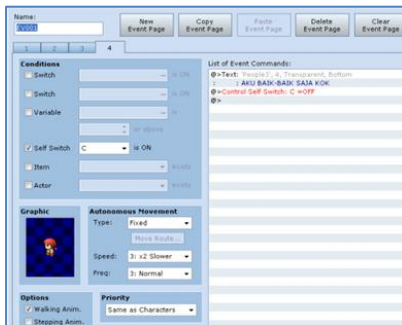 Name:
EV001
New
Event Page
Copy
Event Page
Paste
Event Page
Delete
Event Page
Clear
Event Page
1 2 3 4
Conditions
Switch ... is ON
Switch ... is ON
Variable ... is
or above
Self Switch C is ON
Item exists
Actor exists
Graphic
Autonomous Movement
Type: Fixed
Move Route...
Speed: 3: x2 Slower
Freq: 3: Normal
Options
Walking Anim.
Stepping Anim.
Priority
Same as Characters
List of Event Commands:
@>Text: 'People3', 4, Transparent, Bottom
: : AKU BAIK-BAIK SAJA KOK
@>Control Self Switch: C =OFF
@>